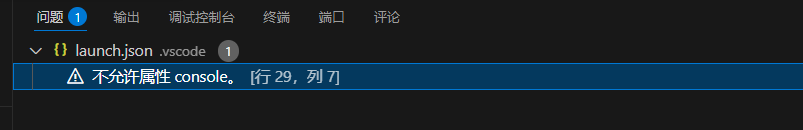 问题 1 输出 调试控制台 终端 端口 评论
{} launch.json .vscode 1
不允许属性 console。 [行 29，列 7]